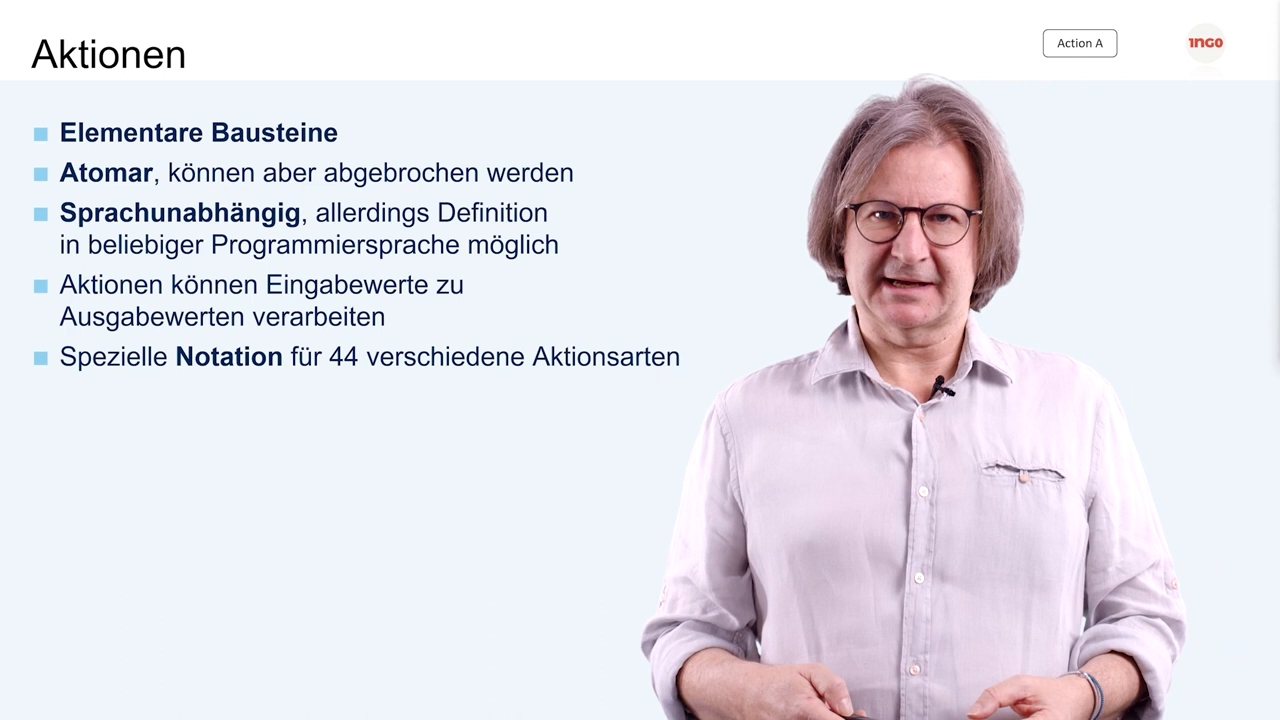 Aktionen
Action A
1NGO
Elementare Bausteine
Atomar, können aber abgebrochen werden
Sprachunabhängig, allerdings Definition
in beliebiger Programmiersprache möglich
Aktionen können Eingabewerte zu
Ausgabewerten verarbeiten
Spezielle Notation für 44 verschiedene Aktionsarten